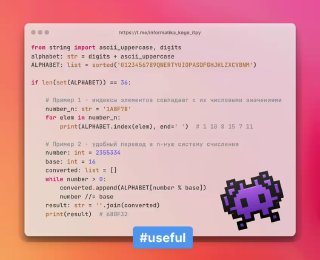 https://t.me/informatika_kege_itpy
from string import ascii_uppercase, digits
alphabet: str = digits + ascii_uppercase
ALPHABET: list = sorted('0123456789QWERTYUIOPASDFGHJKLZXCVBNM')
if len(set(ALPHABET)) == 36:
# Пример 1 - индексы элементов совпадают с их числовыми значениями
number_n: str = '1A8F7B'
for elem in number_n:
print(ALPHABET.index(elem), end=' ') # 1 10 8 15 7 11
# Пример 2 - удобный перевод в n-ную систему счисления
number: int = 2355334
base: int = 16
converted: list = []
while number > 0:
converted.append(ALPHABET[number % base])
number //= base
result: str = ''.join(converted)
print(result) #
#useful